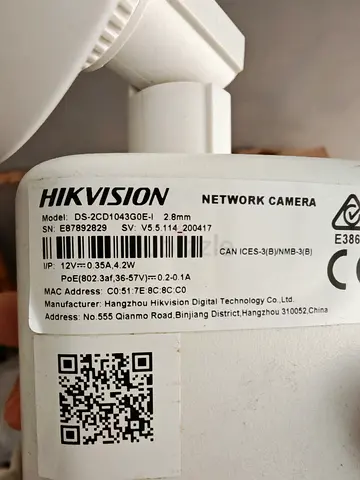 HIKVISION NETWORK CAMERA
Model: DS-2CD1043G0E-I 2.8mm
SN: E87892829 SV: V5.5.114_200417
CAN ICES-3(B)/NMB-3(B)
E386
I/P: 12V⎓0.35A,4.2W
PoE(802.3af,36-57V)⎓0.2-0.1A
CE
MAC Address: C0:51:7E:8C:8C:C0
Manufacturer: Hangzhou Hikvision Digital Technology Co.,Ltd.
Address: No.555 Qianmo Road,Binjiang District,Hangzhou 310052,China